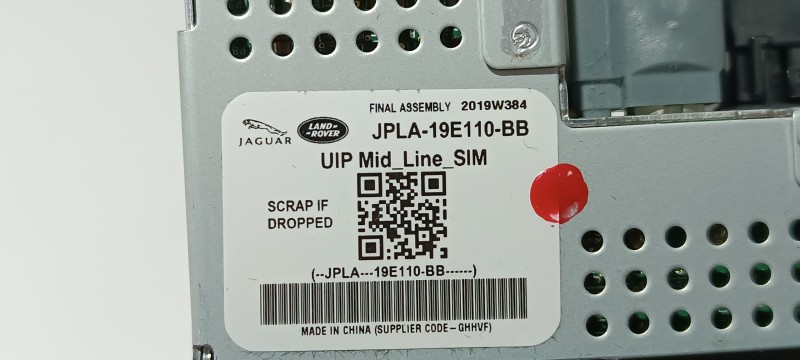 FINAL ASSEMBLY 2019W384
JAGUAR
LAND-
ROVER
JPLA-19E110-BB
UIP Mid_Line_SIM
SCRAP IF
DROPPED
(--JPLA---19E110-BB------)
MADE IN CHINA (SUPPLIER CODE-GHHVF)